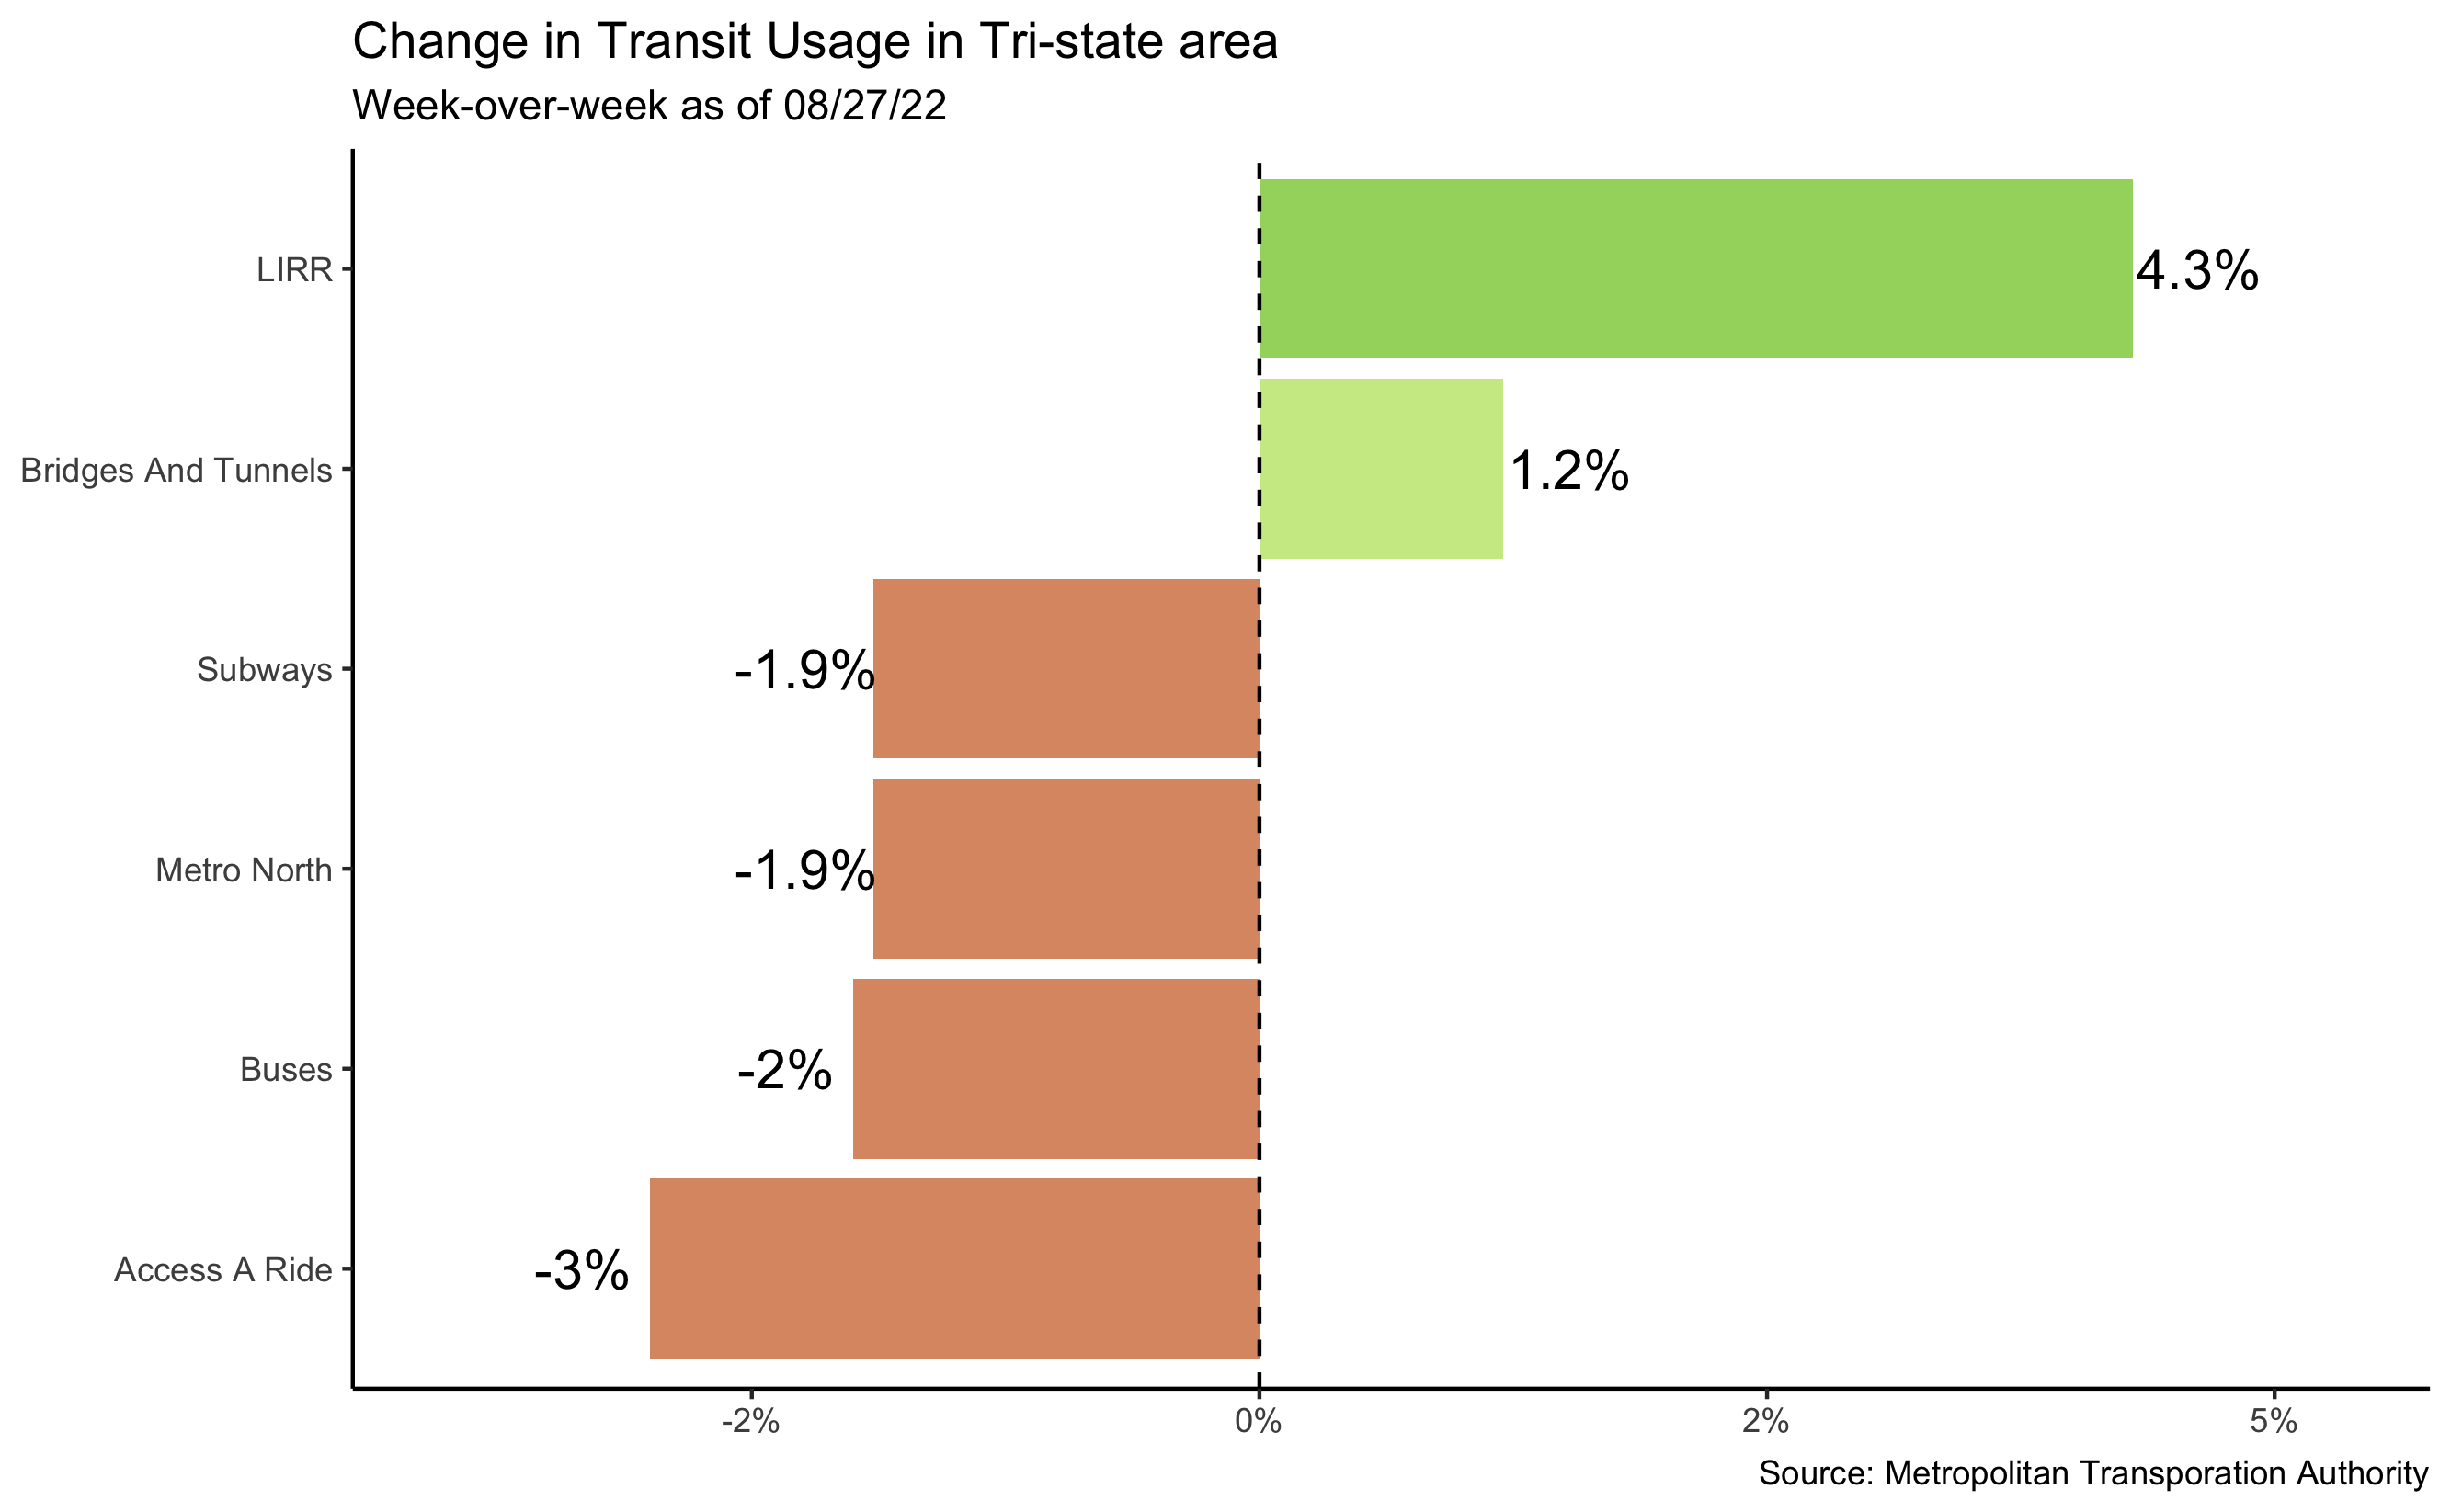 Change in Transit Usage in Tri-state area
Week-over-week as of 08/27/22
LIRR
4.3%
Bridges And Tunnels
1.2%
Subways
-1.9%
Metro North
-1.9%
Buses
-2%
Access A Ride
-3%
-2%
0%
2%
5%
Source: Metropolitan Transporation Authority